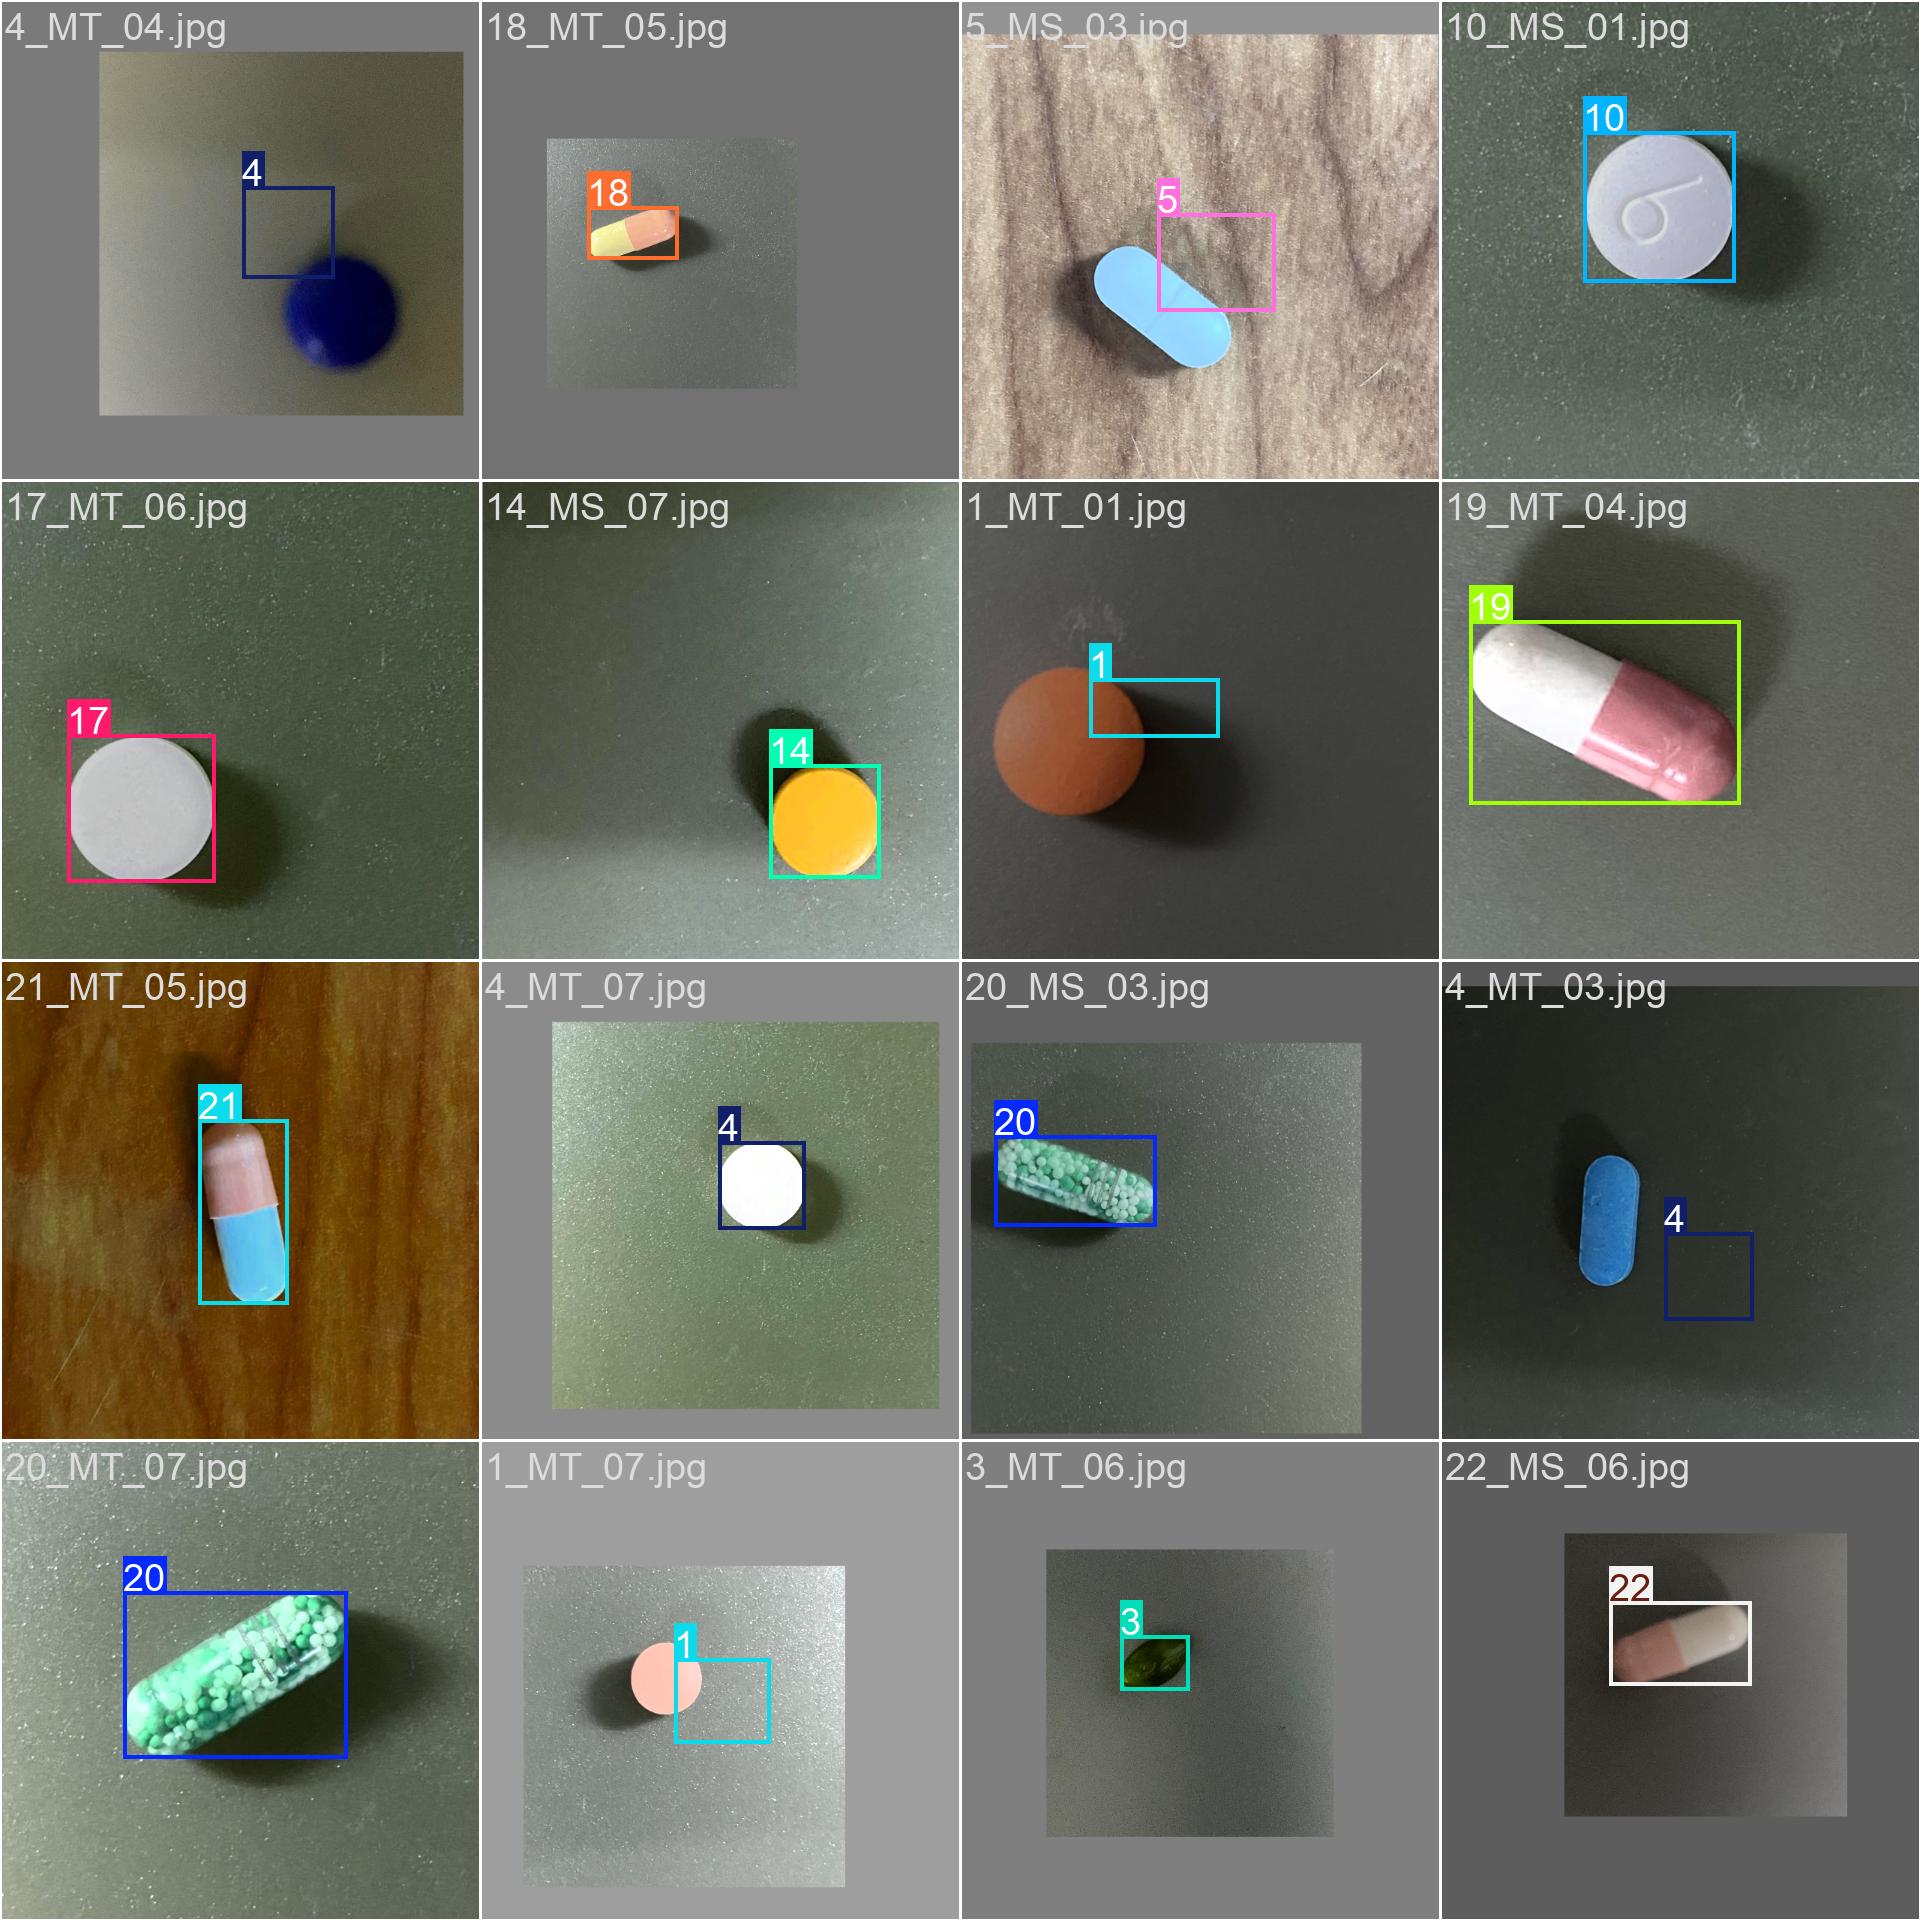 4_MT_04.jpg
4
18_MT_05.jpg
18
5_MS_03.jpg
5
10_MS_01.jpg
10
17_MT_06.jpg
17
14_MS_07.jpg
14
1_MT_01.jpg
1
19_MT_04.jpg
19
21_MT_05.jpg
21
4_MT_07.jpg
4
20_MS_03.jpg
20
4_MT_03.jpg
4
20_MT_07.jpg
20
1_MT_07.jpg
1
3_MT_06.jpg
3
22_MS_06.jpg
22